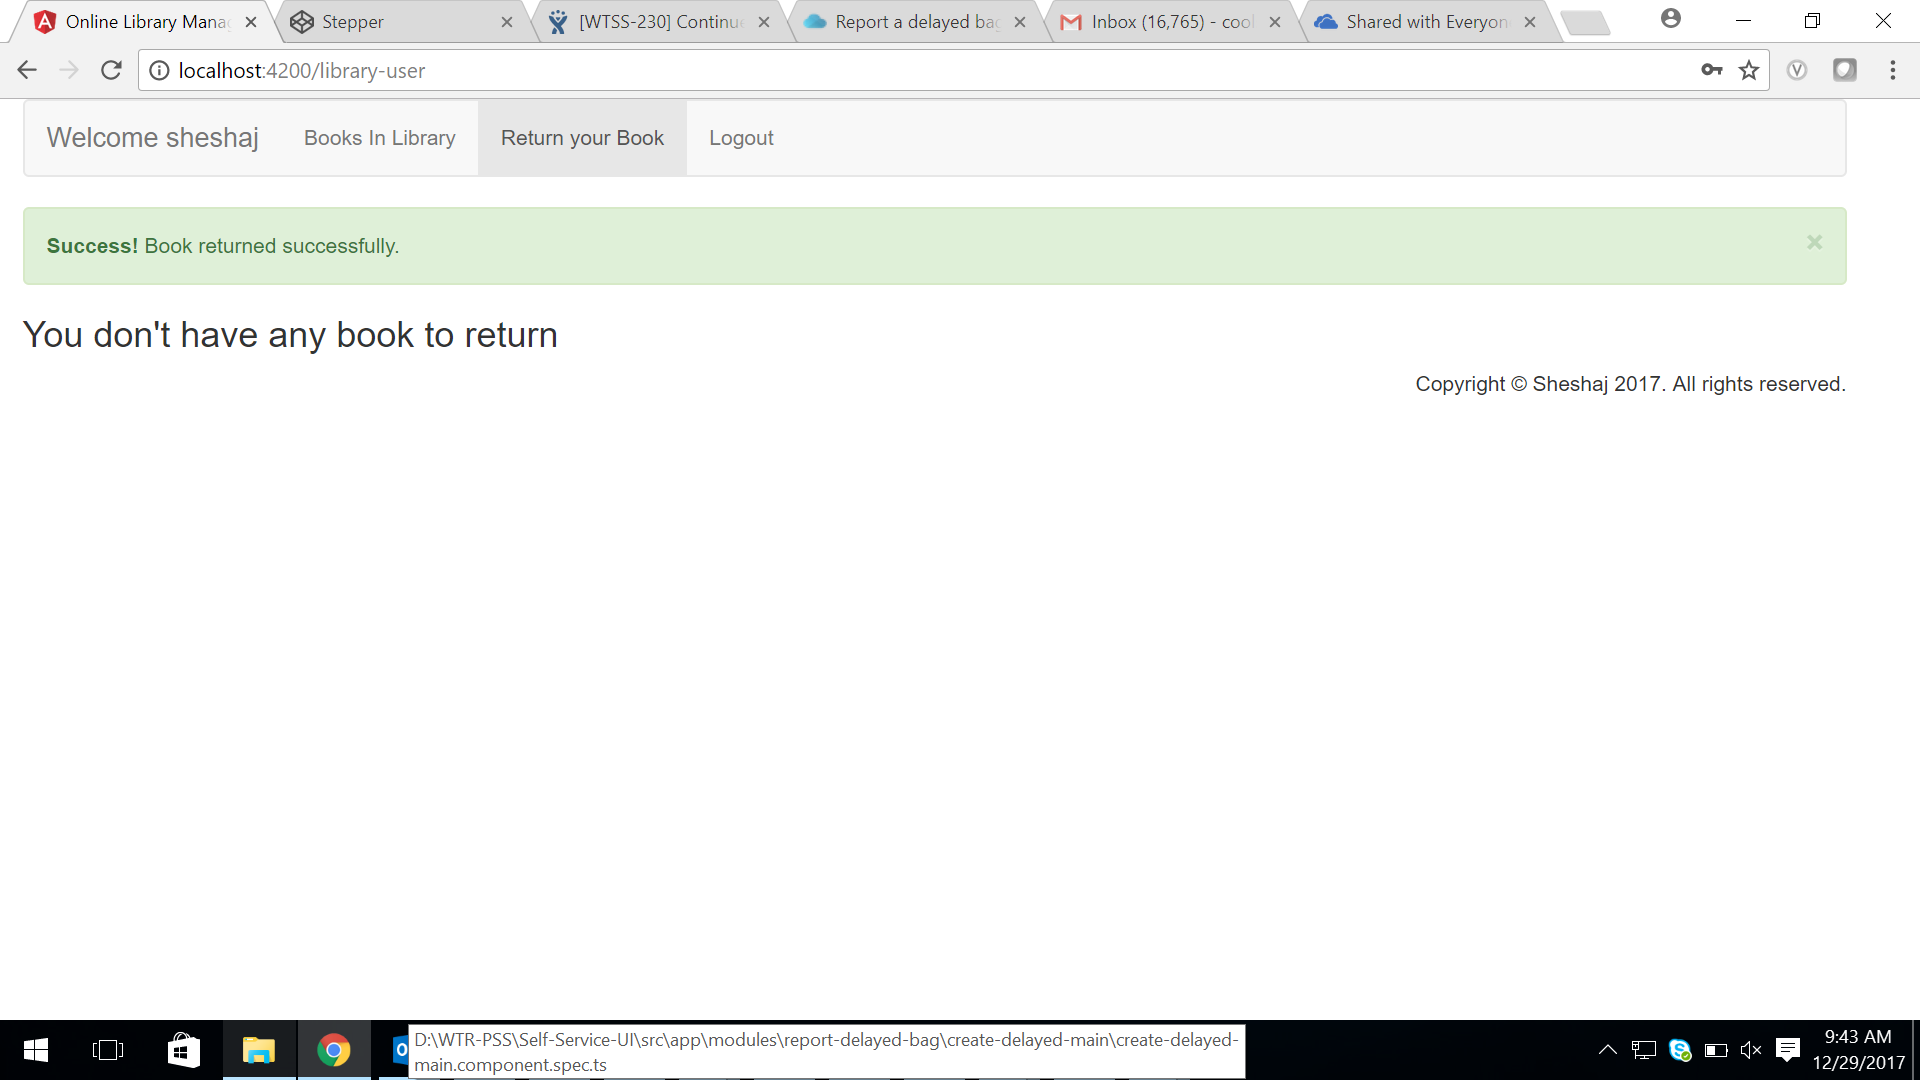 Online Library Mana
Stepper
[WTSS-230] Continue
Report a delayed bag
Inbox (16,765) - cool
Shared with Everyon
localhost:4200/library-user
Welcome sheshaj
Books In Library
Return your Book
Logout
Success! Book returned successfully.
×
You don't have any book to return
Copyright © Sheshaj 2017. All rights reserved.
D:\WTR-PSS\Self-Service-UI\src\app\modules\report-delayed-bag\create-delayed-main\create-delayed-
main.component.spec.ts
9:43 AM
12/29/2017